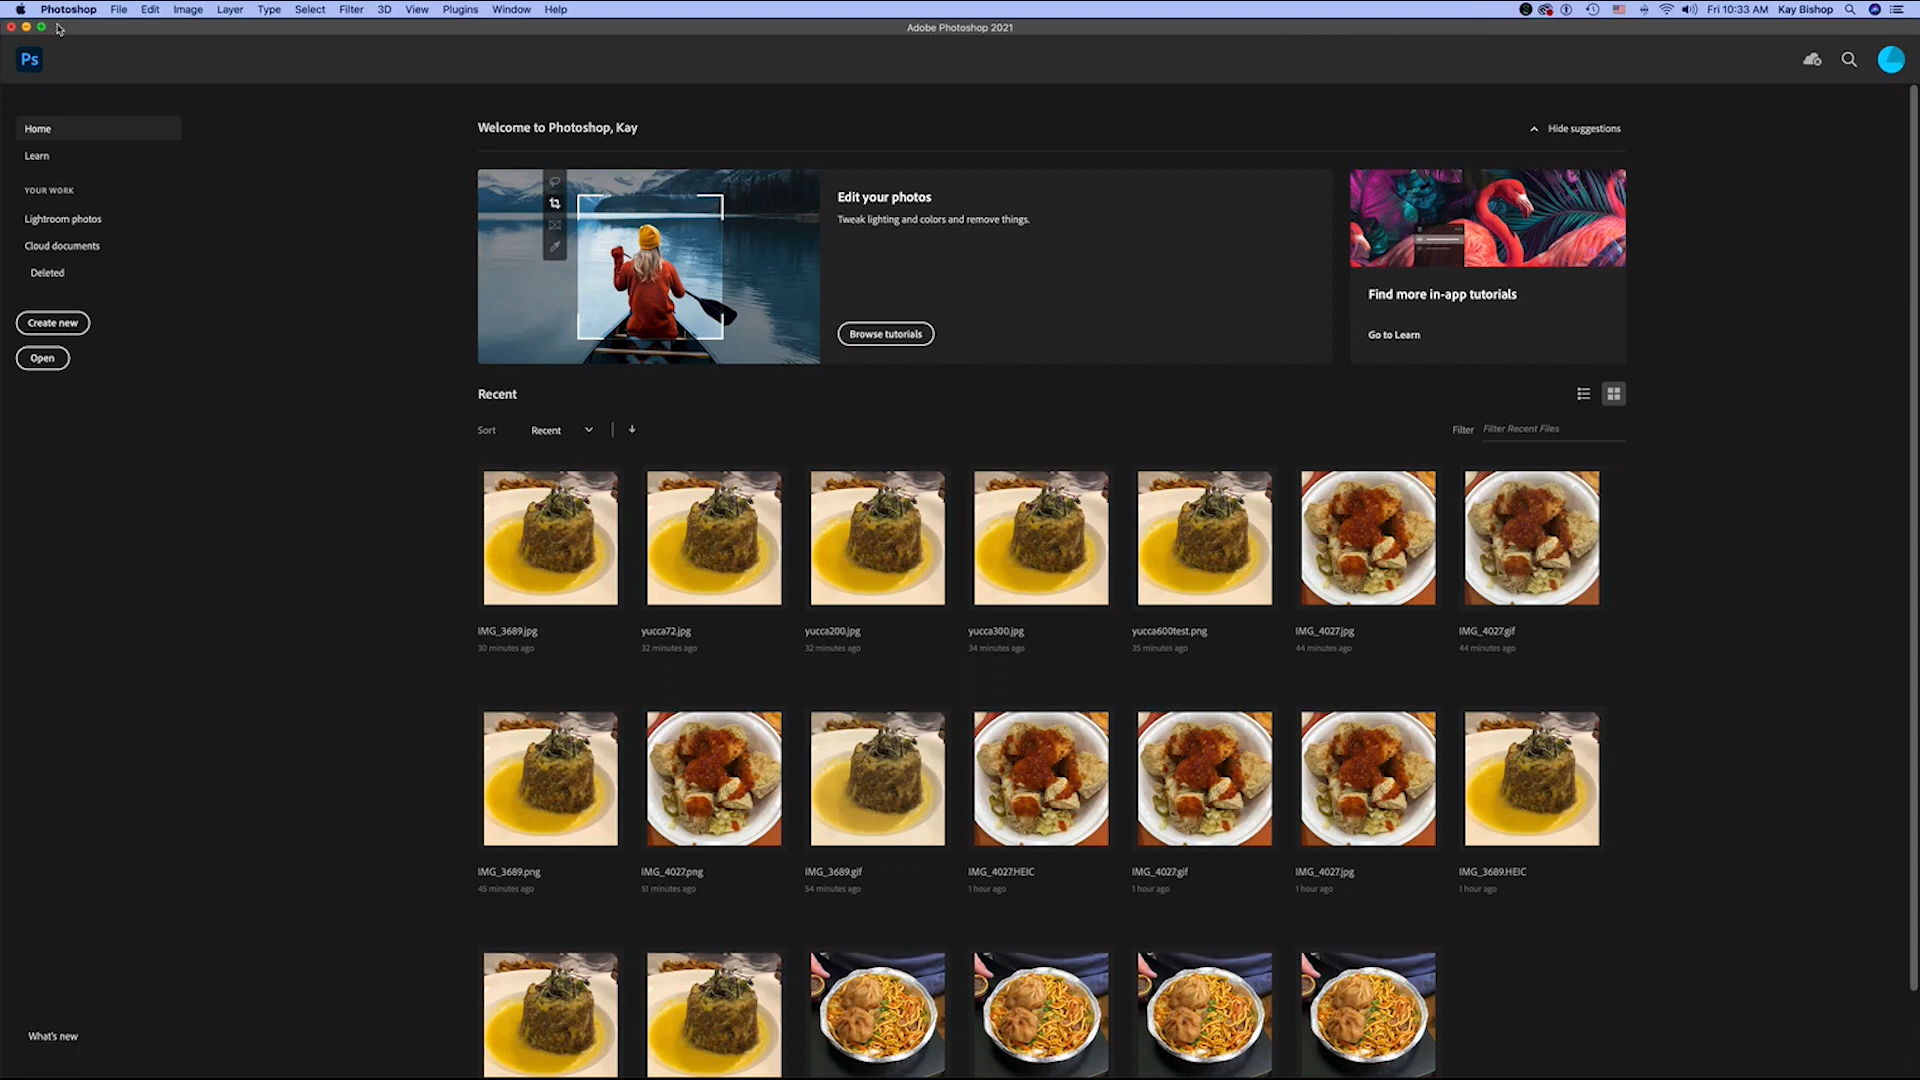 Photoshop File Edit Image Layer Type Select Filter 3D View Plugins Window Help Fri 10:33 AM Kay Bishop
Adobe Photoshop 2021
Ps
Home
Learn
YOUR WORK
Lightroom photos
Cloud documents
Deleted
Create new
Open
What's new
Welcome to Photoshop, Kay
Hide suggestions
Edit your photos
Tweak lighting and colors and remove things.
Browse tutorials
Find more in-app tutorials
Go to Learn
Recent
Sort Recent
Filter Filter Recent Files
IMG_3689.jpg yucca72.jpg yucca200.jpg yucca300.jpg yucca600test.png IMG_4027.jpg IMG_4027.gif
30 minutes ago 32 minutes ago 32 minutes ago 34 minutes ago 35 minutes ago 44 minutes ago 44 minutes ago
IMG_3689.png IMG_4027.png IMG_3689.gif IMG_4027.HEIC IMG_4027.gif IMG_4027.jpg IMG_3689.HEIC
45 minutes ago 51 minutes ago 54 minutes ago 1 hour ago 1 hour ago 1 hour ago 1 hour ago